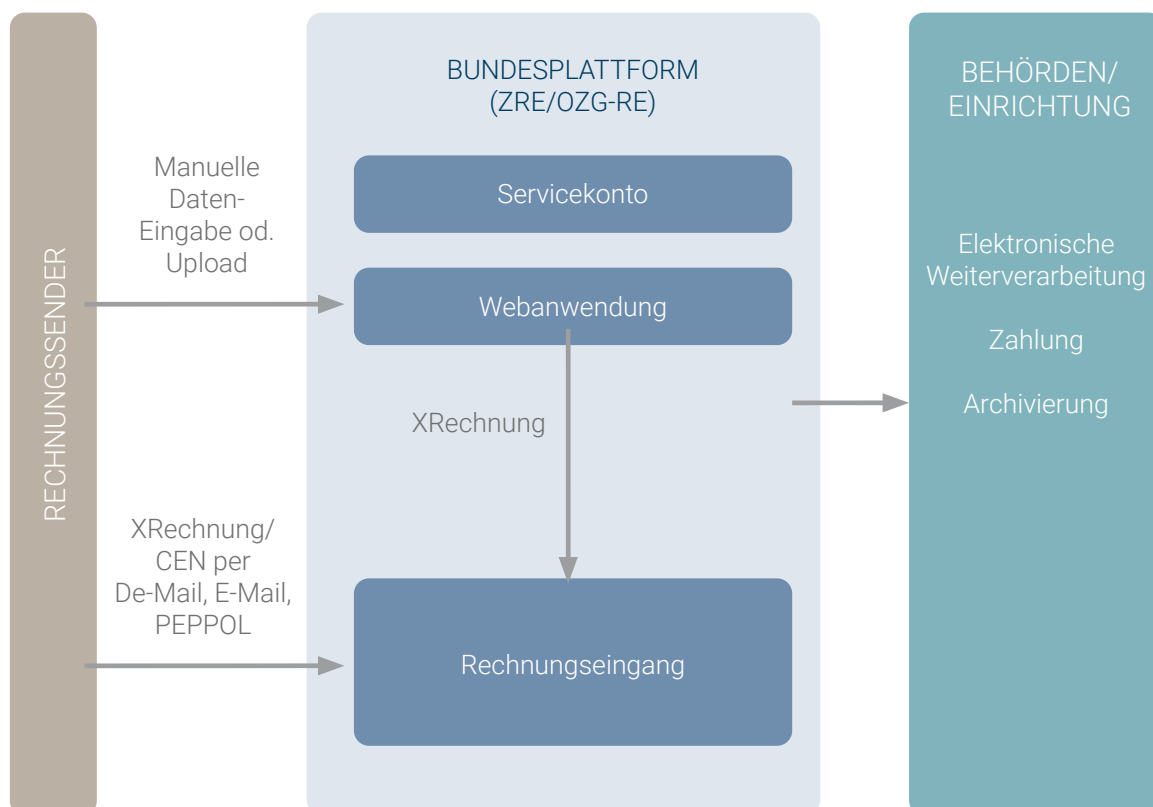 RECHNUNGSSENDER
Manuelle
Daten-
Eingabe od.
Upload
XRechnung/
CEN per
De-Mail, E-Mail,
PEPPOL
BUNDESPLATTFORM
(ZRE/OZG-RE)
Servicekonto
Webanwendung
XRechnung
Rechnungseingang
BEHÖRDEN/
EINRICHTUNG
Elektronische
Weiterverarbeitung
Zahlung
Archivierung